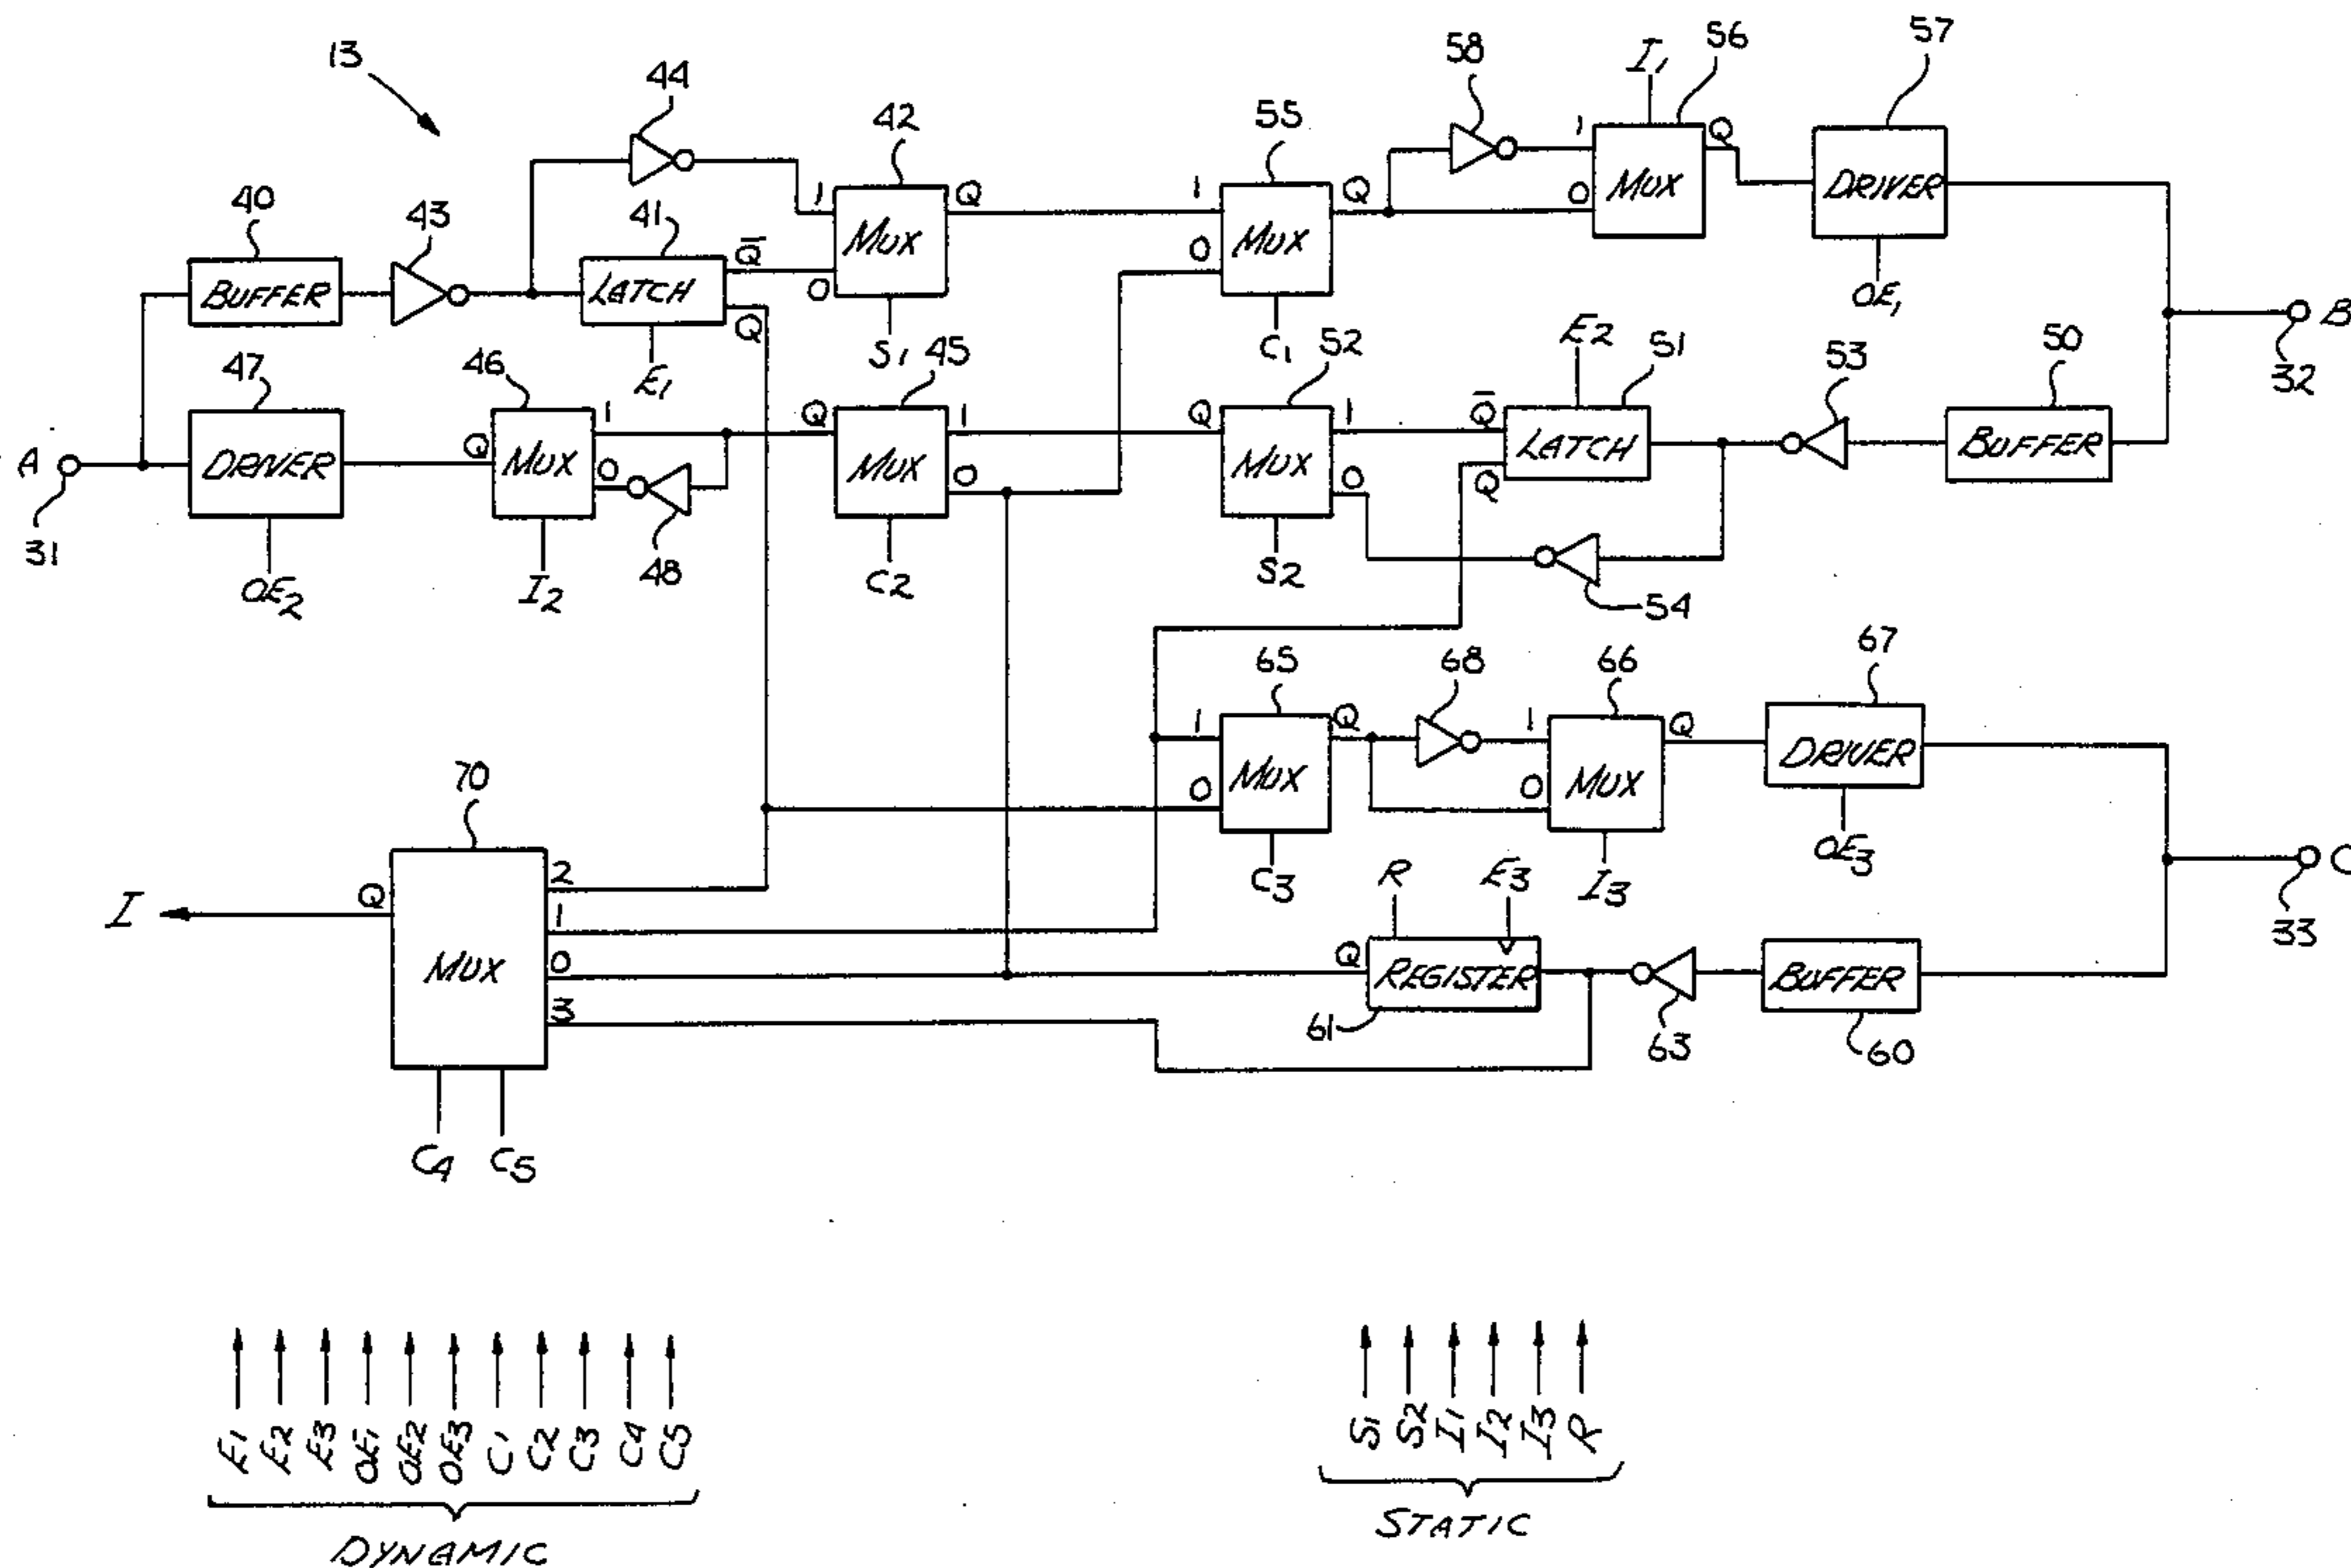 13
44
58
I1
56
57
42
55
1
Q
40
43
41
1
Q
1
Q
0
MUX
DRIVER
BUFFER
LATCH
Q̄
0
MUX
0
MUX
Q
E1
S1
C1
OE1
B
32
47
46
45
52
E2
51
53
50
A
31
DRIVER
Q
MUX
1
0
48
Q
MUX
1
0
Q
MUX
1
0
Q̄
LATCH
Q
BUFFER
OE2
I2
C2
S2
54
65
68
66
67
1
Q
1
Q
0
MUX
0
MUX
DRIVER
C3
I3
OE3
C
33
70
I
Q
MUX
2
1
0
3
R
E3
Q
REGISTER
61
63
BUFFER
60
C4
C5
E1
E2
E3
OE1
OE2
OE3
C1
C2
C3
C4
C5
DYNAMIC
S1
S2
I1
I2
I3
R
STATIC